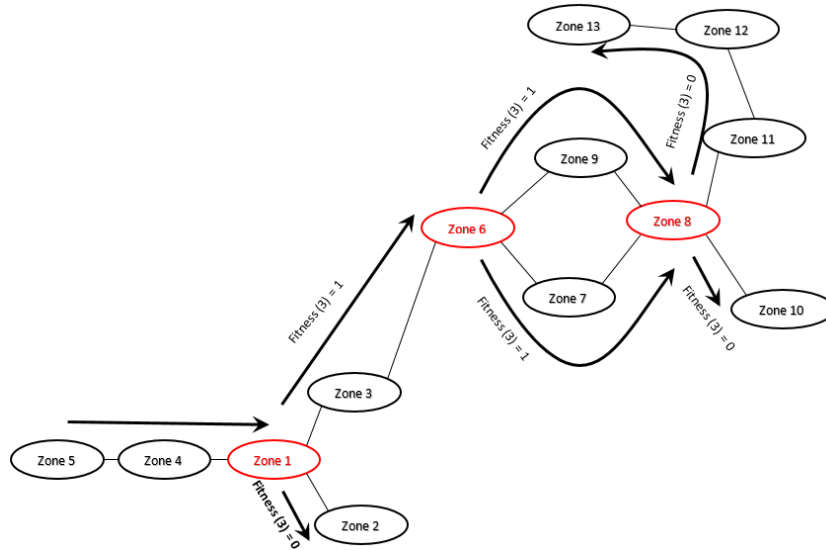 Zone 13
Zone 12
Fitness (3) = 1
Fitness (3) = 0
Zone 11
Zone 9
Zone 6
Zone 8
Fitness (3) = 1
Zone 7
Fitness (3) = 1
Fitness (3) = 0
Zone 10
Zone 3
Zone 5
Zone 4
Zone 1
Fitness (3) = 0
Zone 2